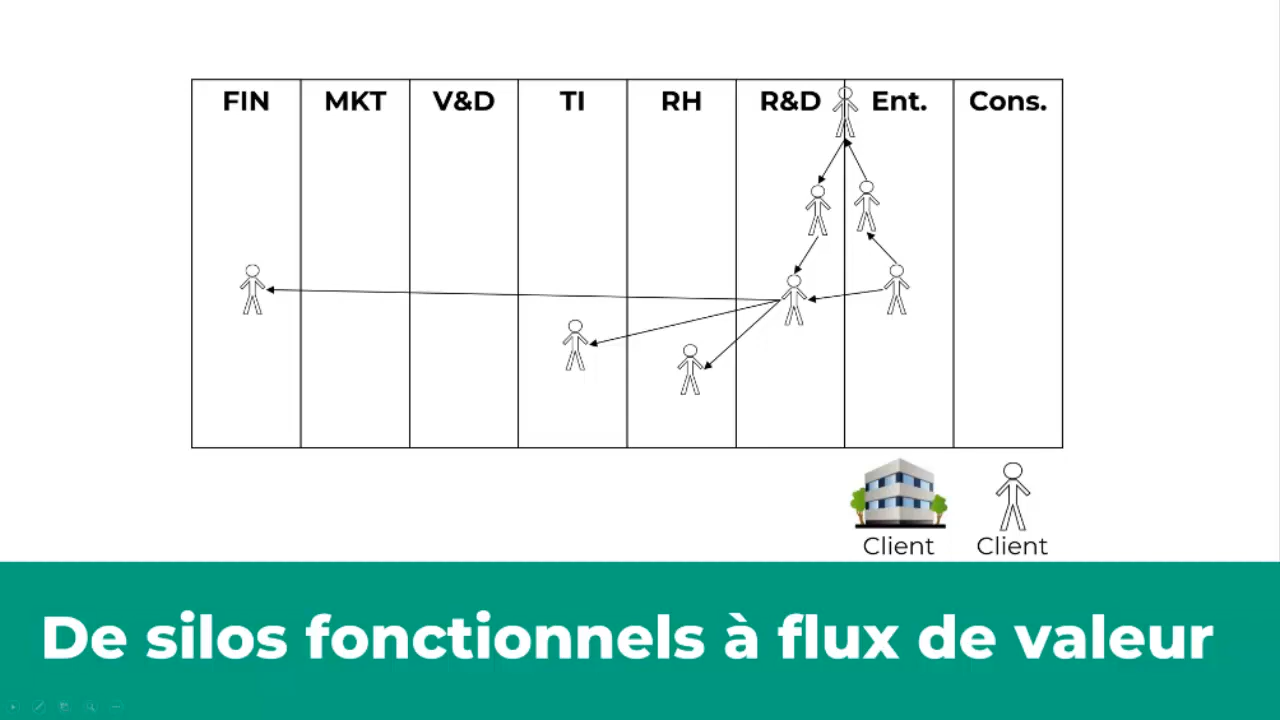 FIN MKT V&D TI RH R&D Ent. Cons.
Client Client
De silos fonctionnels à flux de valeur